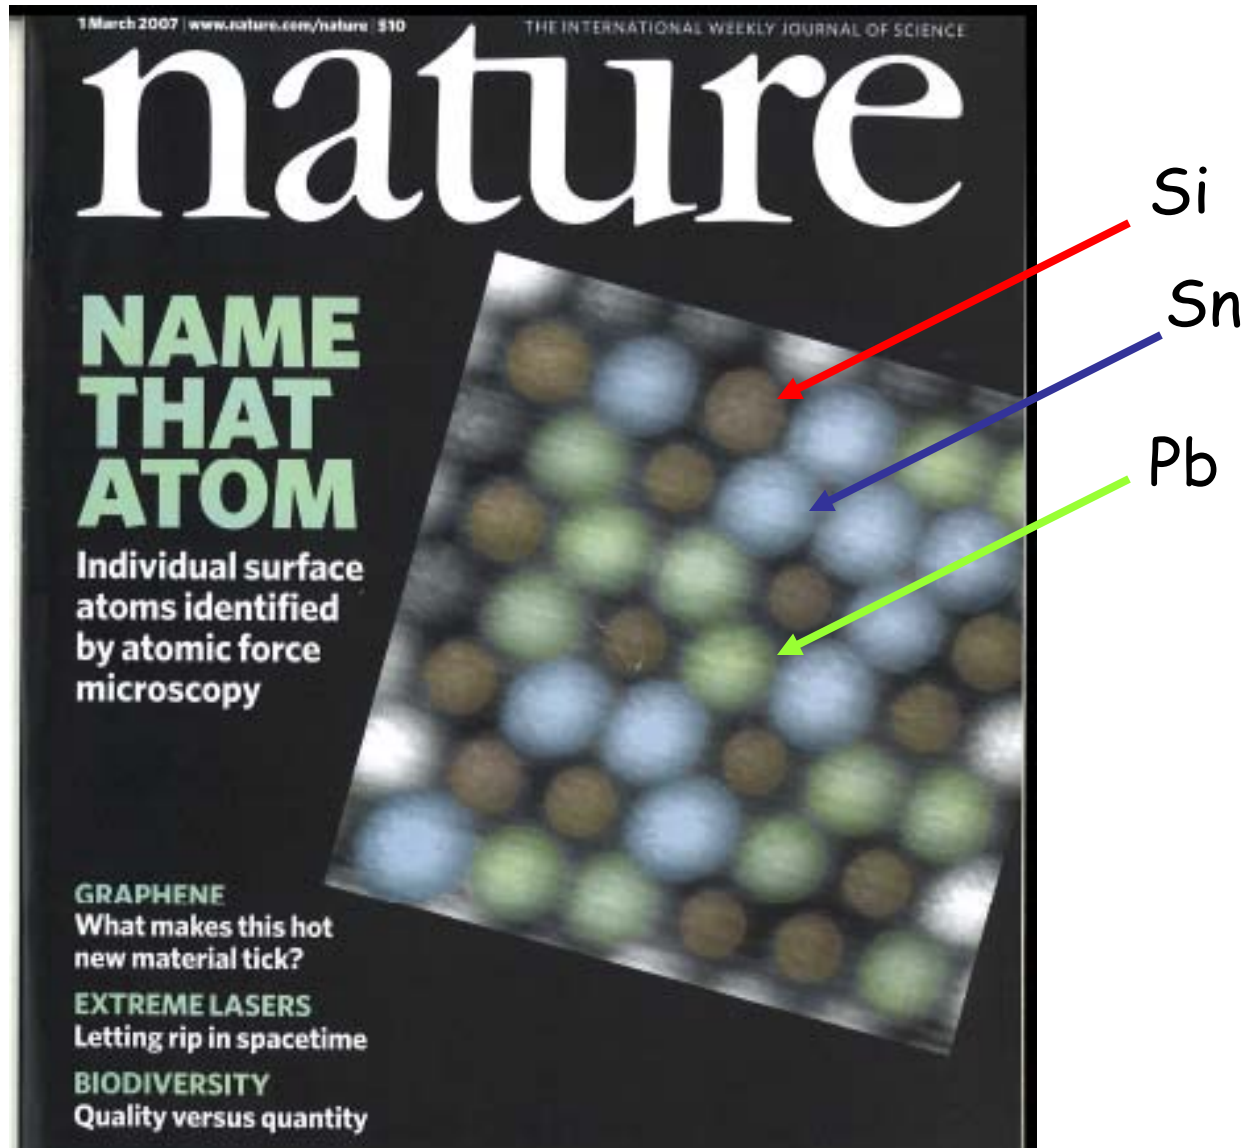 1 March 2007 | www.nature.com/nature | $10
THE INTERNATIONAL WEEKLY JOURNAL OF SCIENCE
nature
Si
Sn
Pb
NAME
THAT
ATOM
Individual surface
atoms identified
by atomic force
microscopy
GRAPHENE
What makes this hot
new material tick?
EXTREME LASERS
Letting rip in spacetime
BIODIVERSITY
Quality versus quantity